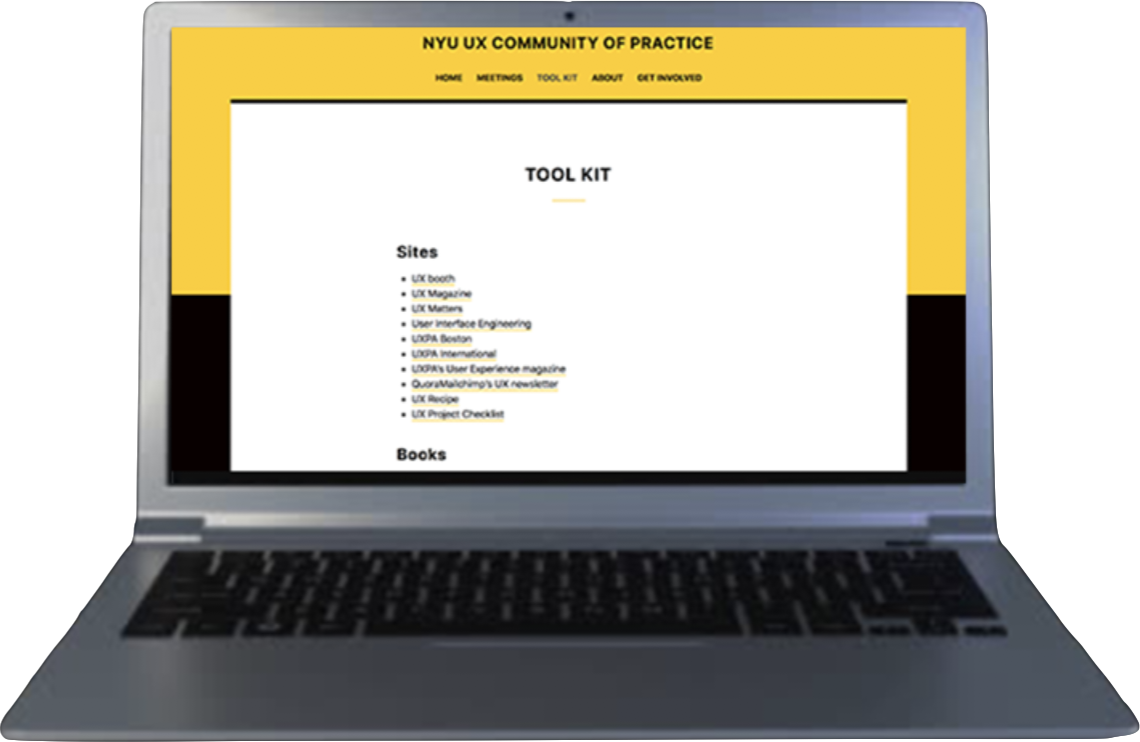 NYU UX COMMUNITY OF PRACTICE
HOME MEETINGS TOOL KIT ABOUT GET INVOLVED
TOOL KIT
Sites
• UX booth
• UX Magazine
• UX Matters
• User Interface Engineering
• UXPA Boston
• UXPA International
• UXPA's User Experience magazine
• QuoraMailchimp's UX newsletter
• UX Recipe
• UX Project Checklist
Books